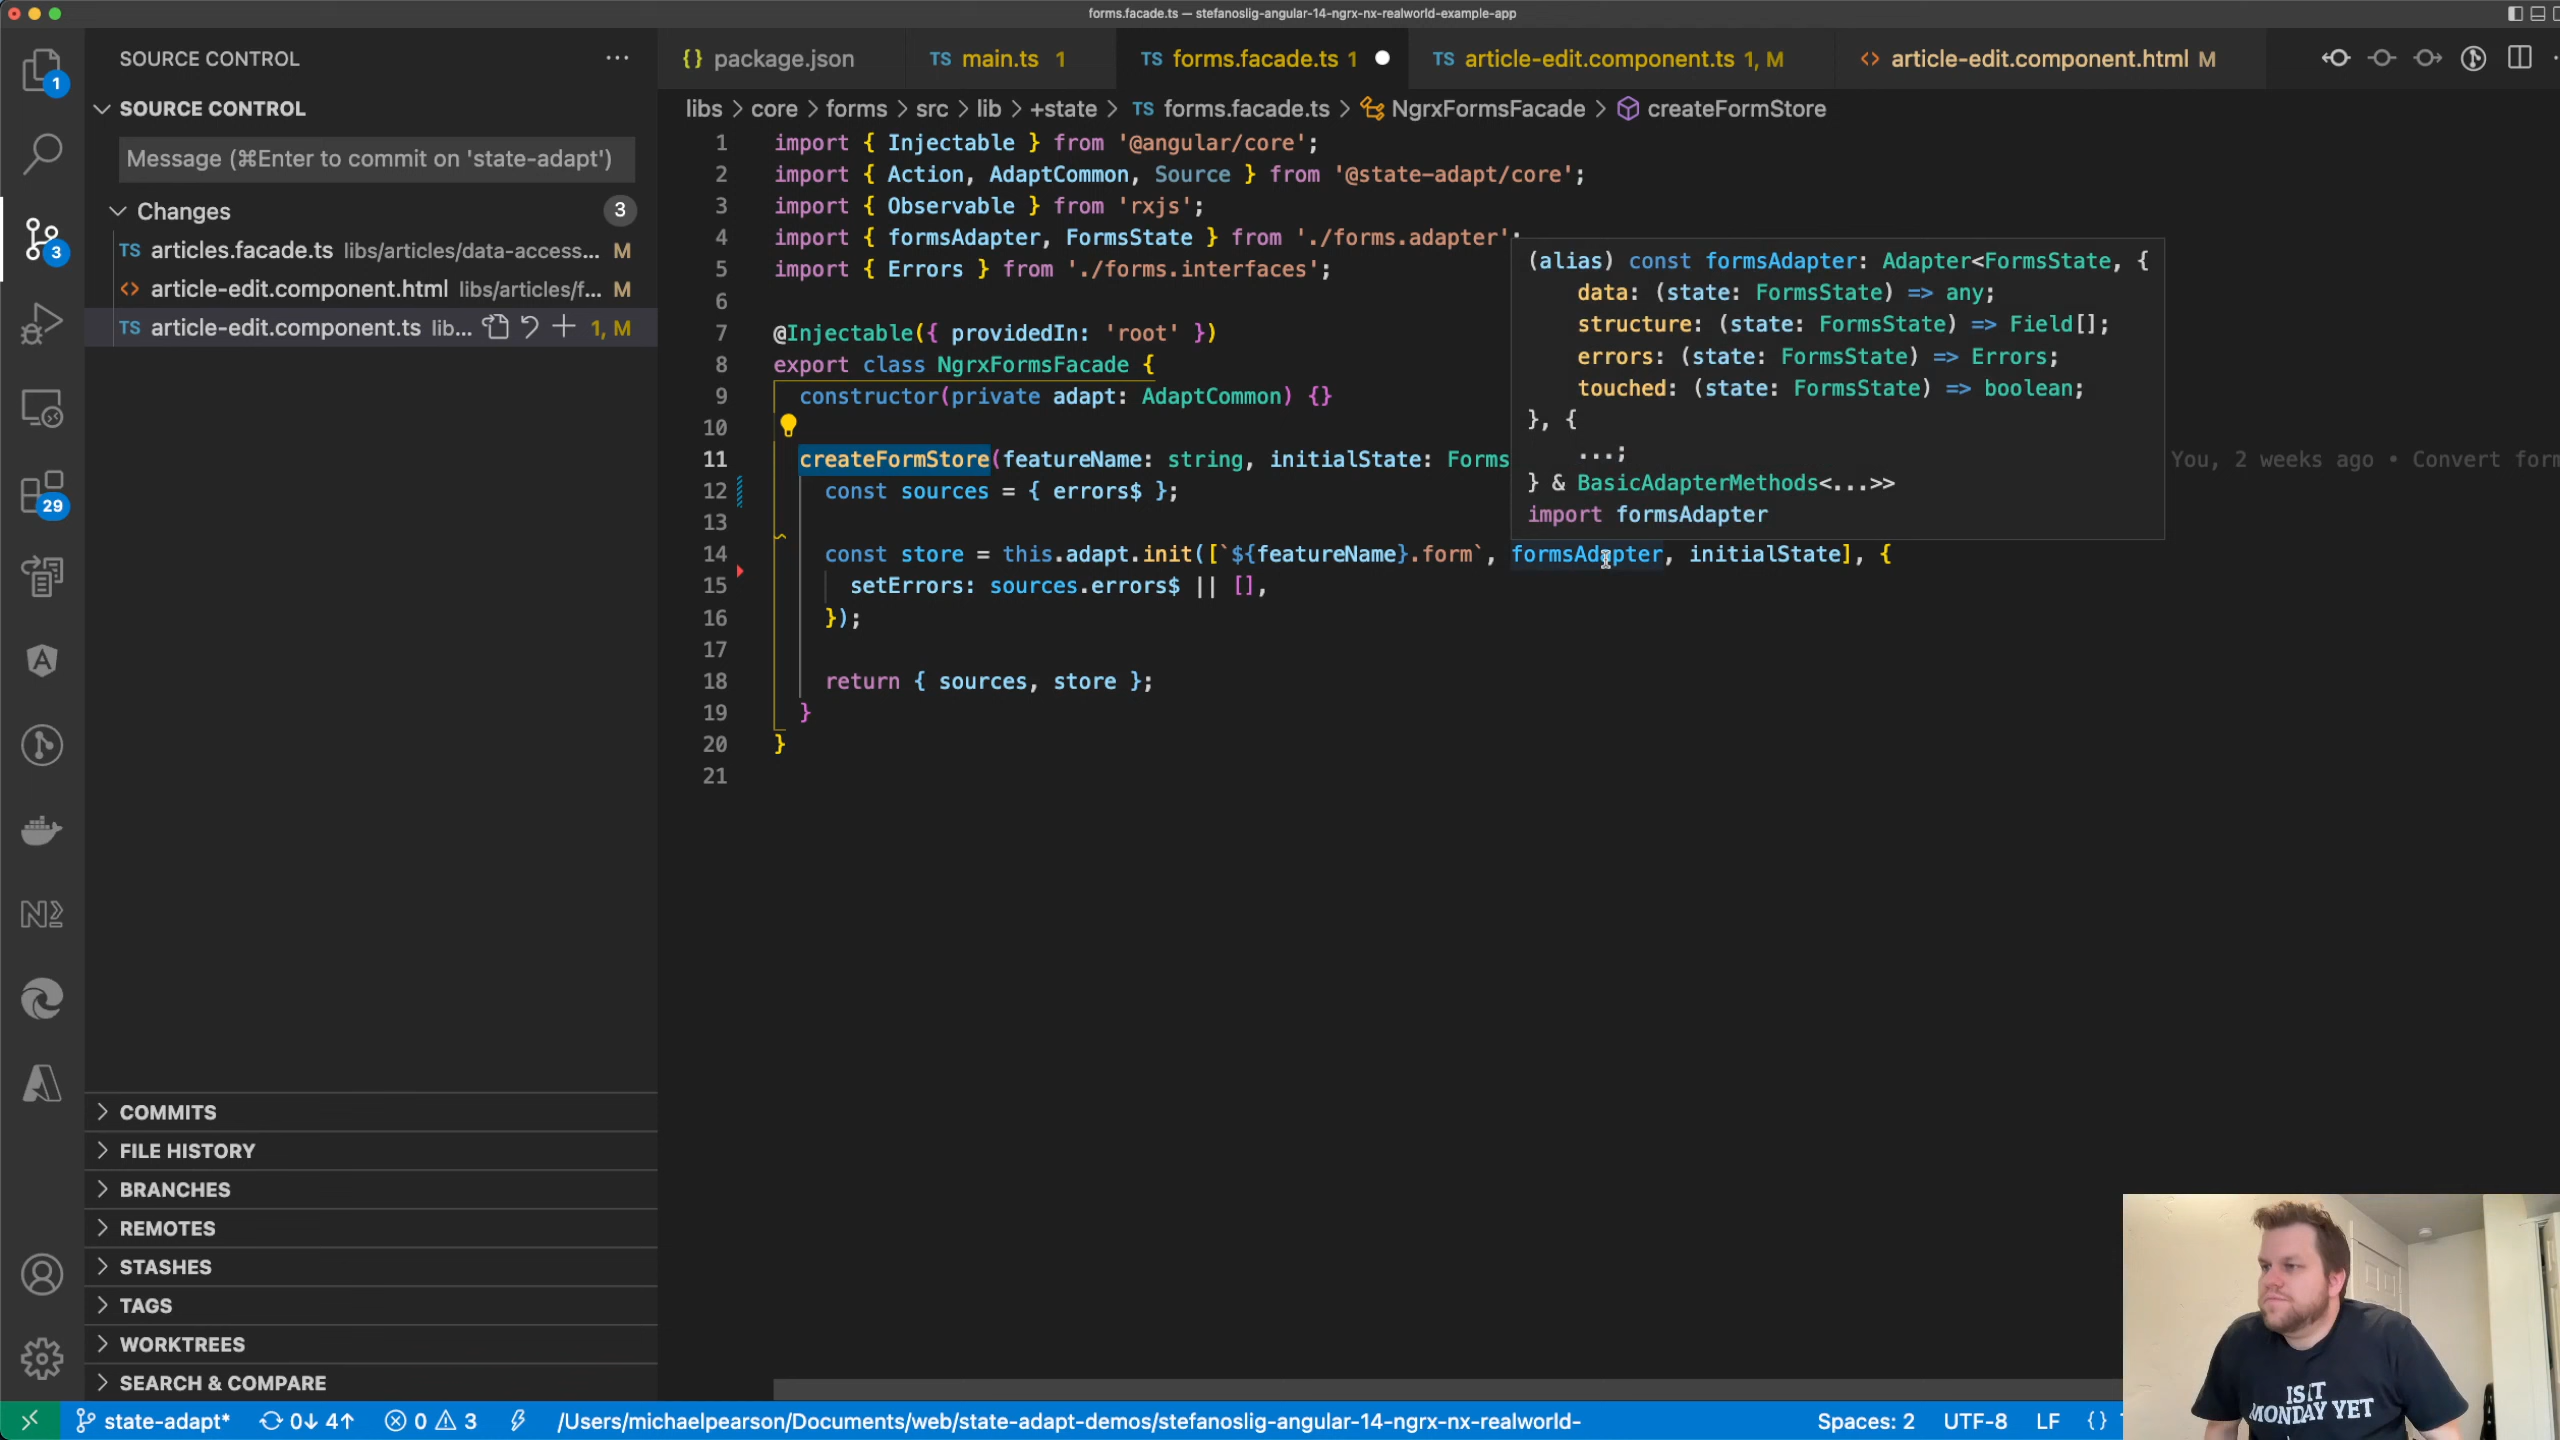 forms.facade.ts — stefanoslig-angular-14-ngrx-nx-realworld-example-app
SOURCE CONTROL
SOURCE CONTROL
Message (⌘Enter to commit on 'state-adapt')
Changes 3
TS articles.facade.ts libs/articles/data-access... M
<> article-edit.component.html libs/articles/f... M
TS article-edit.component.ts lib... 1, M
COMMITS
FILE HISTORY
BRANCHES
REMOTES
STASHES
TAGS
WORKTREES
SEARCH & COMPARE
1
3
29
{} package.json
TS main.ts 1
TS forms.facade.ts 1
TS article-edit.component.ts 1, M
<> article-edit.component.html M
libs > core > forms > src > lib > +state > TS forms.facade.ts > NgrxFormsFacade > createFormStore
1 import { Injectable } from '@angular/core';
2 import { Action, AdaptCommon, Source } from '@state-adapt/core';
3 import { Observable } from 'rxjs';
4 import { formsAdapter, FormsState } from './forms.adapter';
5 import { Errors } from './forms.interfaces';
6
7 @Injectable({ providedIn: 'root' })
8 export class NgrxFormsFacade {
9 constructor(private adapt: AdaptCommon) {}
10
11 createFormStore(featureName: string, initialState: Forms
You, 2 weeks ago • Convert form
12 const sources = { errors$ };
13
14 const store = this.adapt.init([`${featureName}.form`, formsAdapter, initialState], {
15 setErrors: sources.errors$ || [],
16 });
17
18 return { sources, store };
19 }
20 }
21
(alias) const formsAdapter: Adapter<FormsState, {
data: (state: FormsState) => any;
structure: (state: FormsState) => Field[];
errors: (state: FormsState) => Errors;
touched: (state: FormsState) => boolean;
}, {
...;
} & BasicAdapterMethods<...>>
import formsAdapter
IS IT
MONDAY YET
state-adapt* 0↓ 4↑ 0 3 /Users/michaelpearson/Documents/web/state-adapt-demos/stefanoslig-angular-14-ngrx-nx-realworld- Spaces: 2 UTF-8 LF {}